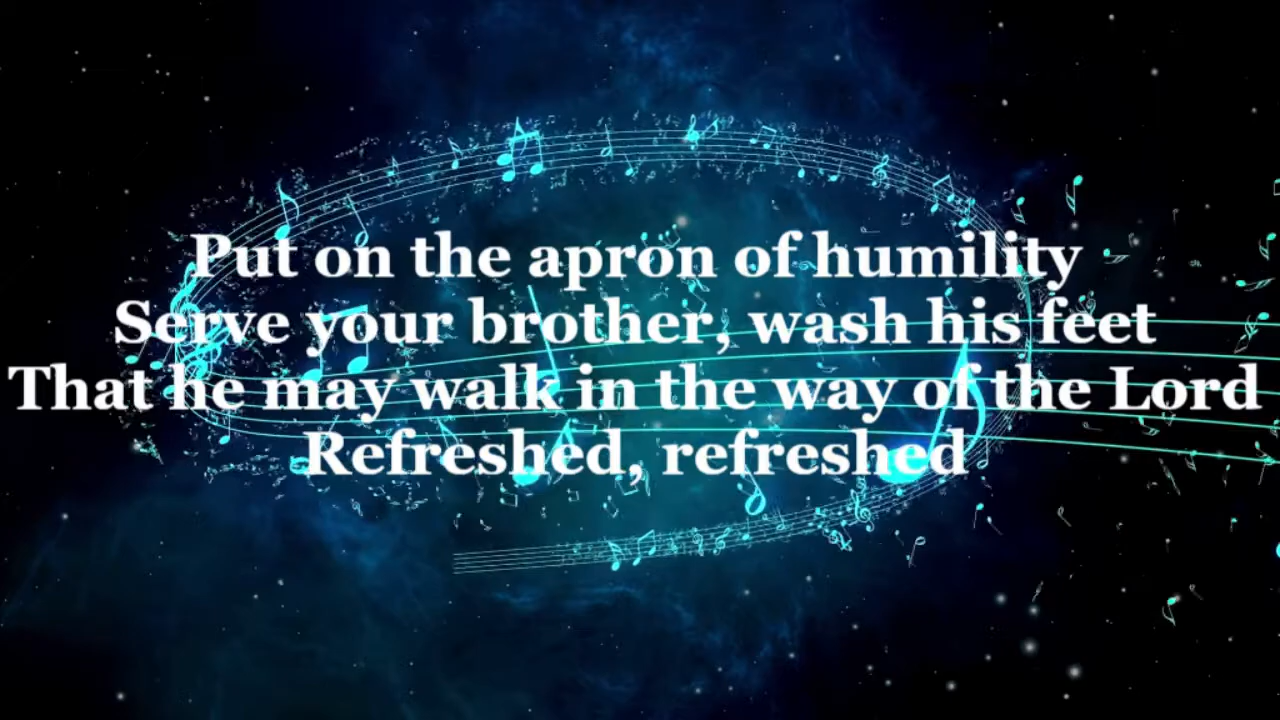 Put on the apron of humility
Serve your brother, wash his feet
That he may walk in the way of the Lord
Refreshed, refreshed